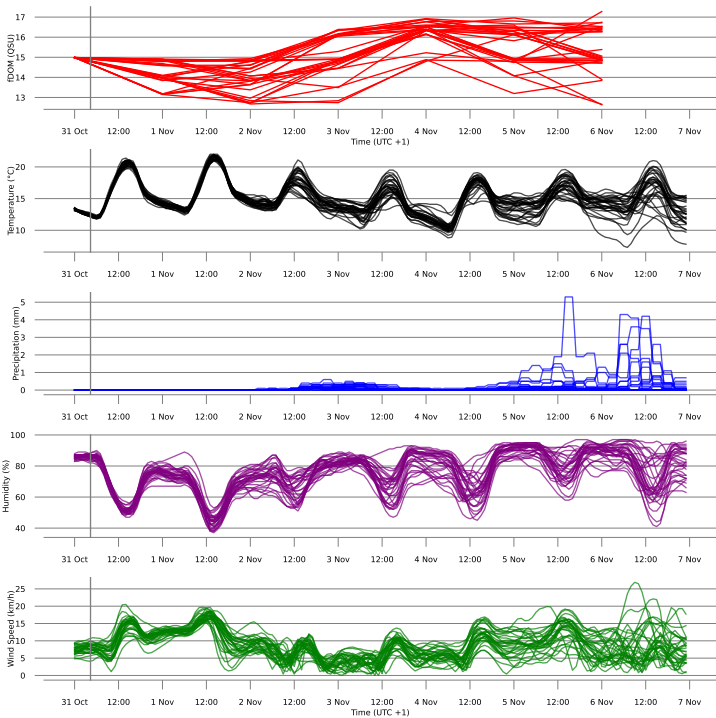 17
16
15
14
13
fDOM (QSU)
31 Oct 12:00 1 Nov 12:00 2 Nov 12:00 3 Nov 12:00 4 Nov 12:00 5 Nov 12:00 6 Nov 12:00 7 Nov
Time (UTC +1)
20
15
10
Temperature (°C)
31 Oct 12:00 1 Nov 12:00 2 Nov 12:00 3 Nov 12:00 4 Nov 12:00 5 Nov 12:00 6 Nov 12:00 7 Nov
5
4
3
2
1
0
Precipitation (mm)
31 Oct 12:00 1 Nov 12:00 2 Nov 12:00 3 Nov 12:00 4 Nov 12:00 5 Nov 12:00 6 Nov 12:00 7 Nov
100
80
60
40
Humidity (%)
31 Oct 12:00 1 Nov 12:00 2 Nov 12:00 3 Nov 12:00 4 Nov 12:00 5 Nov 12:00 6 Nov 12:00 7 Nov
25
20
15
10
5
0
Wind Speed (km/h)
31 Oct 12:00 1 Nov 12:00 2 Nov 12:00 3 Nov 12:00 4 Nov 12:00 5 Nov 12:00 6 Nov 12:00 7 Nov
Time (UTC +1)